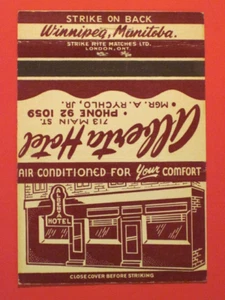 STRIKE ON BACK
Winnipeg, Manitoba.
STRIKE RITE MATCHES LTD.
LONDON, ONT.
Alberta Hotel
713 MAIN ST.
• PHONE 92 1059
• MGR. A. RYCHLO, JR.
AIR CONDITIONED FOR Your COMFORT
ALBERTA
HOTEL
CLOSE COVER BEFORE STRIKING